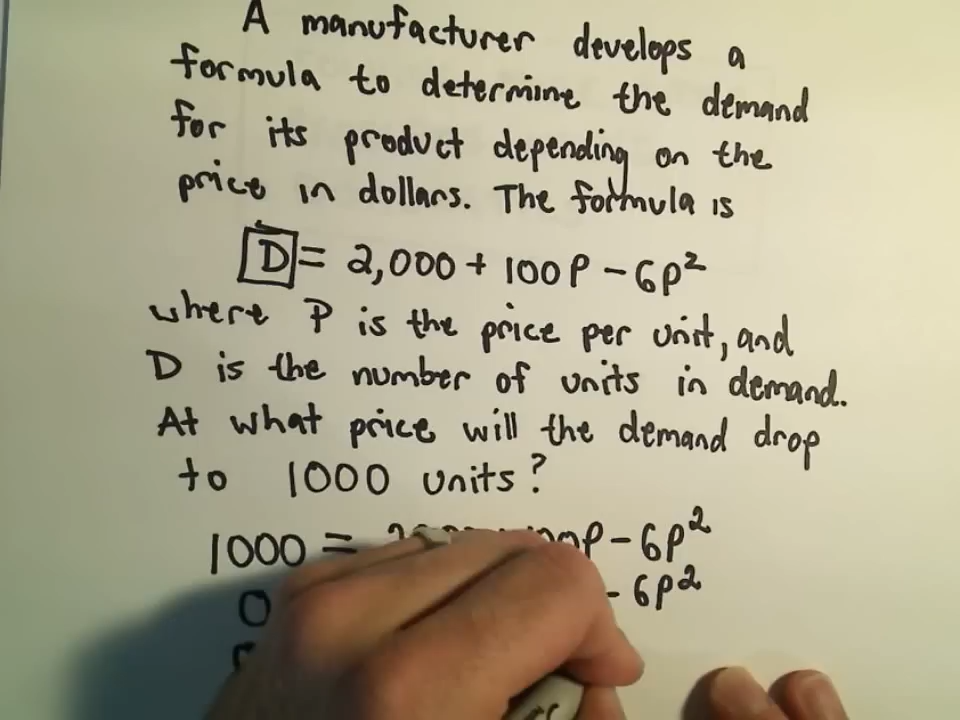 A manufacturer develops a
formula to determine the demand
for its product depending on the
price in dollars. The formula is
D = 2,000 + 100P - 6p²
where P is the price per unit, and
D is the number of units in demand.
At what price will the demand drop
to 1000 units?
1000 = P - 6p²
0 - 6p²